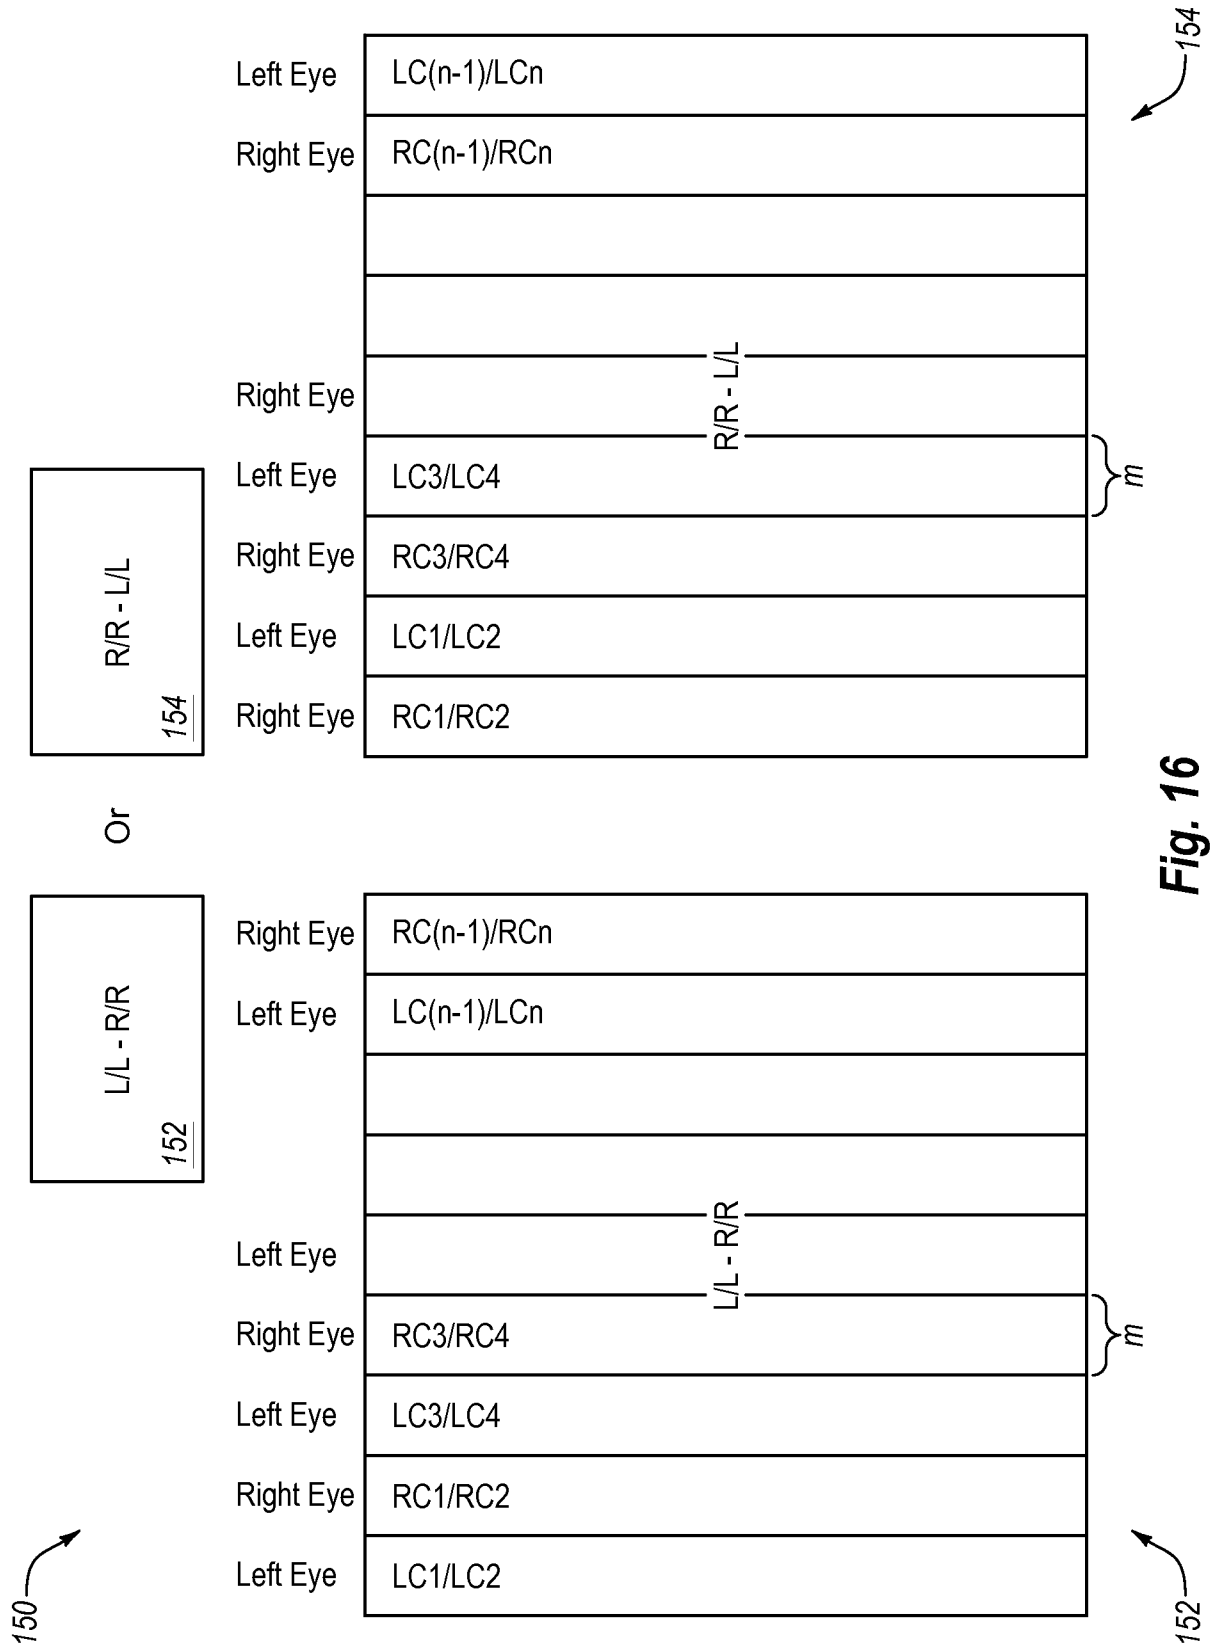 150
L/L - R/R
152
Or
R/R - L/L
154
Left Eye
LC(n-1)/LCn
Right Eye
RC(n-1)/RCn
Right Eye
Left Eye
LC3/LC4
Right Eye
RC3/RC4
Left Eye
LC1/LC2
Right Eye
RC1/RC2
R/R - L/L
m
154
Right Eye
RC(n-1)/RCn
Left Eye
LC(n-1)/LCn
Left Eye
Right Eye
RC3/RC4
Left Eye
LC3/LC4
Right Eye
RC1/RC2
Left Eye
LC1/LC2
L/L - R/R
m
152
Fig. 16